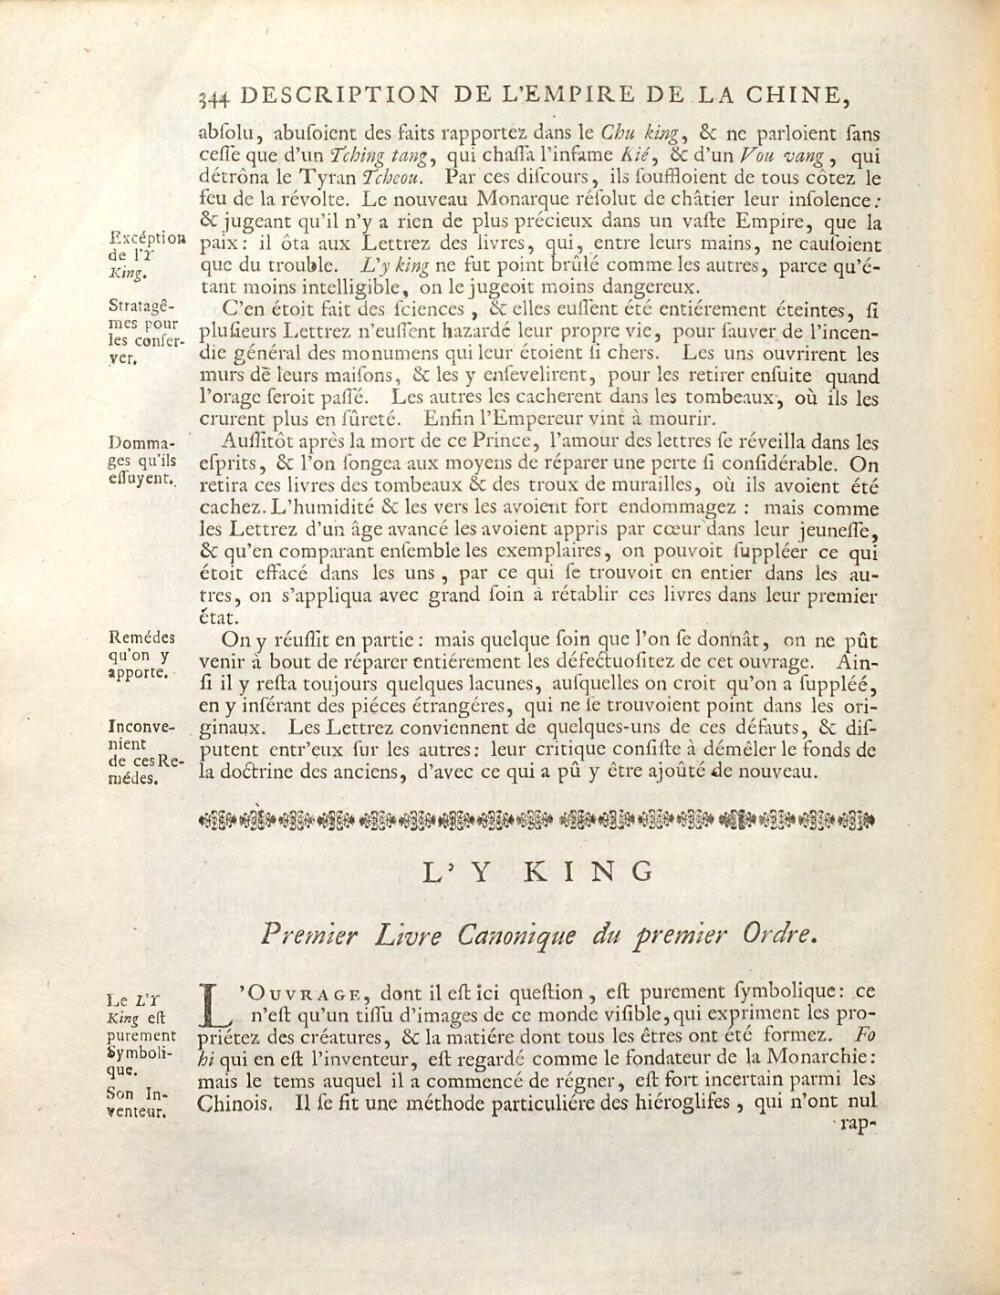 344 DESCRIPTION DE L'EMPIRE DE LA CHINE,
abſolu, abuſoient des faits rapportez dans le Chu king, & ne parloient ſans
ceſſe que d'un Tching tang, qui chaſſa l'infame Kié, & d'un Vou vang, qui
détrôna le Tyran Tcheou. Par ces diſcours, ils ſouffloient de tous côtez le
feu de la révolte. Le nouveau Monarque réſolut de châtier leur inſolence:
& jugeant qu'il n'y a rien de plus précieux dans un vaſte Empire, que la
paix: il ôta aux Lettrez des livres, qui, entre leurs mains, ne cauſoient
que du trouble. L'y king ne fut point brûlé comme les autres, parce qu'é-
tant moins intelligible, on le jugeoit moins dangereux.
Excéption
de l'Y
King.
C'en étoit fait des ſciences, & elles euſſent été entiérement éteintes, ſi
pluſieurs Lettrez n'euſſent hazardé leur propre vie, pour ſauver de l'incen-
die général des monumens qui leur étoient ſi chers. Les uns ouvrirent les
murs de leurs maiſons, & les y enſevelirent, pour les retirer enſuite quand
l'orage ſeroit paſſé. Les autres les cacherent dans les tombeaux, où ils les
crurent plus en ſûreté. Enfin l'Empereur vint à mourir.
Stratagê-
mes pour
les conſer-
ver.
Auſſitôt après la mort de ce Prince, l'amour des lettres ſe réveilla dans les
eſprits, & l'on ſongea aux moyens de réparer une perte ſi conſidérable. On
retira ces livres des tombeaux & des troux de murailles, où ils avoient été
cachez. L'humidité & les vers les avoient fort endommagez : mais comme
les Lettrez d'un âge avancé les avoient appris par cœur dans leur jeuneſſe,
& qu'en comparant enſemble les exemplaires, on pouvoit ſuppléer ce qui
étoit effacé dans les uns, par ce qui ſe trouvoit en entier dans les au-
tres, on s'appliqua avec grand ſoin à rétablir ces livres dans leur premier
état.
Domma-
ges qu'ils
eſſuyent.
On y réuſſit en partie : mais quelque ſoin que l'on ſe donnât, on ne pût
venir à bout de réparer entiérement les défectuoſitez de cet ouvrage. Ain-
ſi il y reſta toujours quelques lacunes, auſquelles on croit qu'on a ſuppléé,
en y inſérant des piéces étrangéres, qui ne ſe trouvoient point dans les ori-
ginaux. Les Lettrez conviennent de quelques-uns de ces défauts, & diſ-
putent entr'eux ſur les autres: leur critique conſiſte à démêler le fonds de
la doctrine des anciens, d'avec ce qui a pû y être ajoûté de nouveau.
Remédes
qu'on y
apporte.
Inconve-
nient
de ces Re-
médes.
L'Y KING
Premier Livre Canonique du premier Ordre.
L'OUVRAGE, dont il eſt ici queſtion, eſt purement ſymbolique: ce
n'eſt qu'un tiſſu d'images de ce monde viſible, qui expriment les pro-
priétez des créatures, & la matiére dont tous les êtres ont été formez. Fo
hi qui en eſt l'inventeur, eſt regardé comme le fondateur de la Monarchie:
mais le tems auquel il a commencé de régner, eſt fort incertain parmi les
Chinois. Il ſe fit une méthode particuliére des hiéroglifes, qui n'ont nul
rap-
Le L'Y
King eſt
purement
Symboli-
que.
Son In-
venteur.